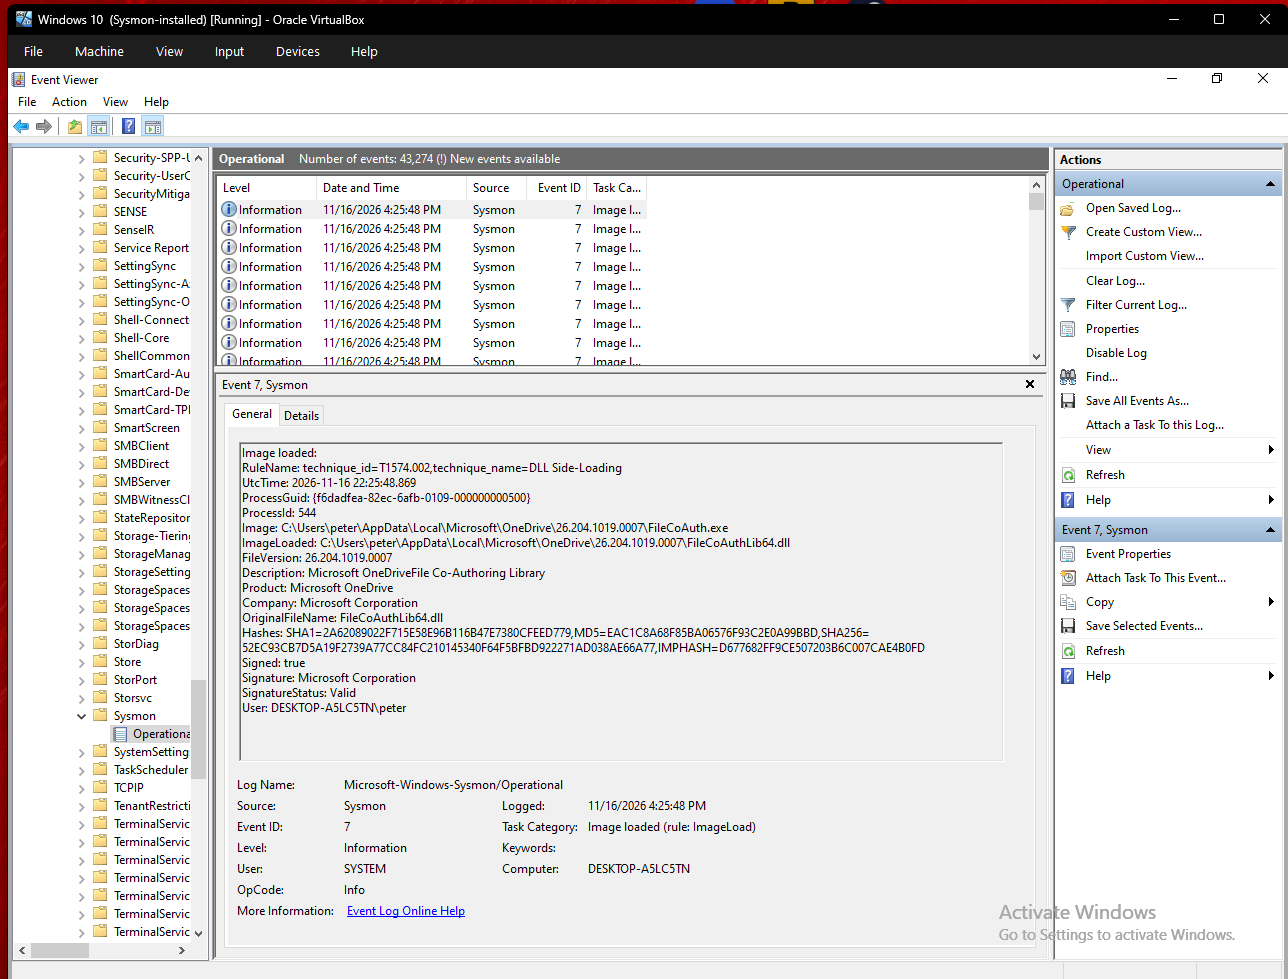 Windows 10 (Sysmon-installed) [Running] - Oracle VirtualBox
File Machine View Input Devices Help
Event Viewer
File Action View Help
Security-SPP-U
Security-UserC
SecurityMitiga
SENSE
SenseIR
Service Report
SettingSync
SettingSync-A
SettingSync-O
Shell-Connect
Shell-Core
ShellCommon
SmartCard-Au
SmartCard-De
SmartCard-TPI
SmartScreen
SMBClient
SMBDirect
SMBServer
SMBWitnessCl
StateRepositor
Storage-Tiering
StorageManag
StorageSetting
StorageSpaces
StorageSpaces
StorageSpaces
StorDiag
Store
StorPort
Storsvc
Sysmon
Operationa
SystemSetting
TaskScheduler
TCPIP
TenantRestricti
TerminalServic
TerminalServic
TerminalServic
TerminalServic
TerminalServic
TerminalServic
TerminalServic
Operational Number of events: 43,274 (!) New events available
Level Date and Time Source Event ID Task Ca...
Information 11/16/2026 4:25:48 PM Sysmon 7 Image l...
Information 11/16/2026 4:25:48 PM Sysmon 7 Image l...
Information 11/16/2026 4:25:48 PM Sysmon 7 Image l...
Information 11/16/2026 4:25:48 PM Sysmon 7 Image l...
Information 11/16/2026 4:25:48 PM Sysmon 7 Image l...
Information 11/16/2026 4:25:48 PM Sysmon 7 Image l...
Information 11/16/2026 4:25:48 PM Sysmon 7 Image l...
Information 11/16/2026 4:25:48 PM Sysmon 7 Image l...
Information 11/16/2026 4:25:48 PM Sysmon 7 Image l...
Event 7, Sysmon
General Details
Image loaded:
RuleName: technique_id=T1574.002,technique_name=DLL Side-Loading
UtcTime: 2026-11-16 22:25:48.869
ProcessGuid: {f6dadfea-82ec-6afb-0109-000000000500}
ProcessId: 544
Image: C:\Users\peter\AppData\Local\Microsoft\OneDrive\26.204.1019.0007\FileCoAuth.exe
ImageLoaded: C:\Users\peter\AppData\Local\Microsoft\OneDrive\26.204.1019.0007\FileCoAuthLib64.dll
FileVersion: 26.204.1019.0007
Description: Microsoft OneDriveFile Co-Authoring Library
Product: Microsoft OneDrive
Company: Microsoft Corporation
OriginalFileName: FileCoAuthLib64.dll
Hashes: SHA1=2A62089022F715E58E96B116B47E7380CFEED779,MD5=EAC1C8A68F85BA06576F93C2E0A99BBD,SHA256=
52EC93CB7D5A19F2739A77CC84FC210145340F64F5BFBD922271AD038AE66A77,IMPHASH=D677682FF9CE507203B6C007CAE4B0FD
Signed: true
Signature: Microsoft Corporation
SignatureStatus: Valid
User: DESKTOP-A5LC5TN\peter
Log Name: Microsoft-Windows-Sysmon/Operational
Source: Sysmon Logged: 11/16/2026 4:25:48 PM
Event ID: 7 Task Category: Image loaded (rule: ImageLoad)
Level: Information Keywords:
User: SYSTEM Computer: DESKTOP-A5LC5TN
OpCode: Info
More Information: Event Log Online Help
Actions
Operational
Open Saved Log...
Create Custom View...
Import Custom View...
Clear Log...
Filter Current Log...
Properties
Disable Log
Find...
Save All Events As...
Attach a Task To this Log...
View
Refresh
Help
Event 7, Sysmon
Event Properties
Attach Task To This Event...
Copy
Save Selected Events...
Refresh
Help
Activate Windows
Go to Settings to activate Windows.